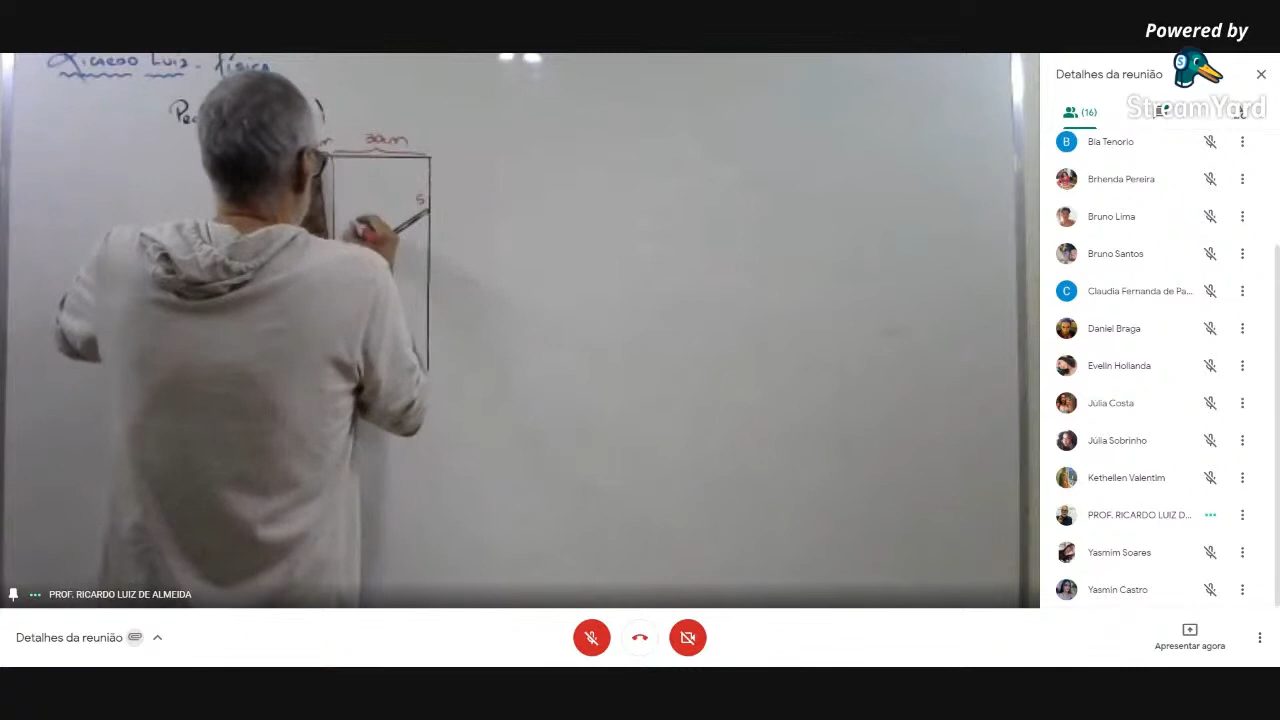 Powered by
StreamYard
Ricardo Luiz - física
30cm
S
PROF. RICARDO LUIZ DE ALMEIDA
Detalhes da reunião
(16)
Bia Tenorio
Brhenda Pereira
Bruno Lima
Bruno Santos
Claudia Fernanda de Pa...
Daniel Braga
Evelin Hollanda
Júlia Costa
Júlia Sobrinho
Kethellen Valentim
PROF. RICARDO LUIZ D...
Yasmim Soares
Yasmin Castro
Detalhes da reunião
Apresentar agora